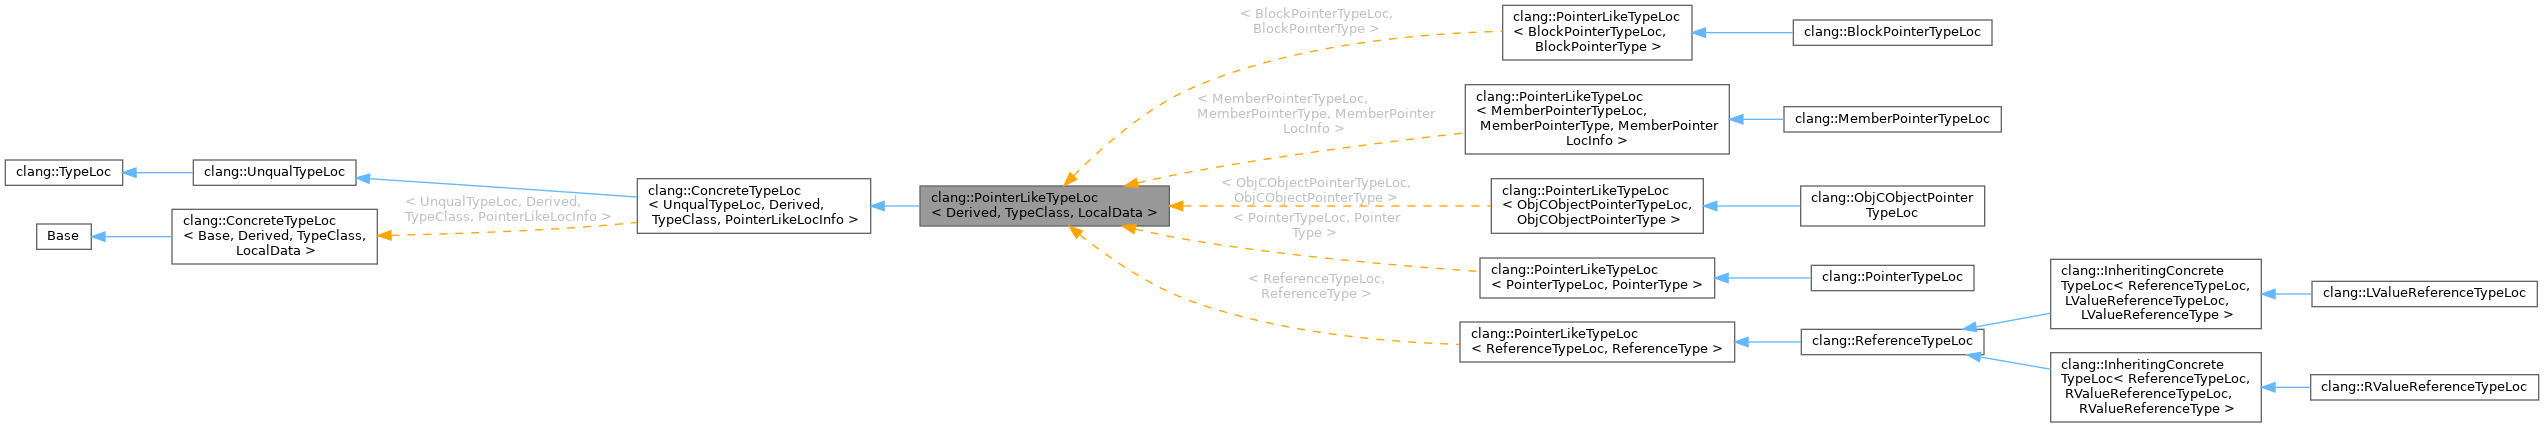 clang::TypeLoc
clang::UnqualTypeLoc
Base
clang::ConcreteTypeLoc
< Base, Derived, TypeClass,
LocalData >
< UnqualTypeLoc, Derived,
TypeClass, PointerLikeLocInfo >
clang::ConcreteTypeLoc
< UnqualTypeLoc, Derived,
TypeClass, PointerLikeLocInfo >
clang::PointerLikeTypeLoc
< Derived, TypeClass, LocalData >
< BlockPointerTypeLoc,
BlockPointerType >
clang::PointerLikeTypeLoc
< BlockPointerTypeLoc,
BlockPointerType >
clang::BlockPointerTypeLoc
< MemberPointerTypeLoc,
MemberPointerType, MemberPointer
LocInfo >
clang::PointerLikeTypeLoc
< MemberPointerTypeLoc,
MemberPointerType, MemberPointer
LocInfo >
clang::MemberPointerTypeLoc
< ObjCObjectPointerTypeLoc,
ObjCObjectPointerType >
clang::PointerLikeTypeLoc
< ObjCObjectPointerTypeLoc,
ObjCObjectPointerType >
clang::ObjCObjectPointer
TypeLoc
< PointerTypeLoc, Pointer
Type >
clang::PointerLikeTypeLoc
< PointerTypeLoc, PointerType >
clang::PointerTypeLoc
< ReferenceTypeLoc,
ReferenceType >
clang::PointerLikeTypeLoc
< ReferenceTypeLoc, ReferenceType >
clang::ReferenceTypeLoc
clang::InheritingConcrete
TypeLoc< ReferenceTypeLoc,
LValueReferenceTypeLoc,
LValueReferenceType >
clang::LValueReferenceTypeLoc
clang::InheritingConcrete
TypeLoc< ReferenceTypeLoc,
RValueReferenceTypeLoc,
RValueReferenceType >
clang::RValueReferenceTypeLoc